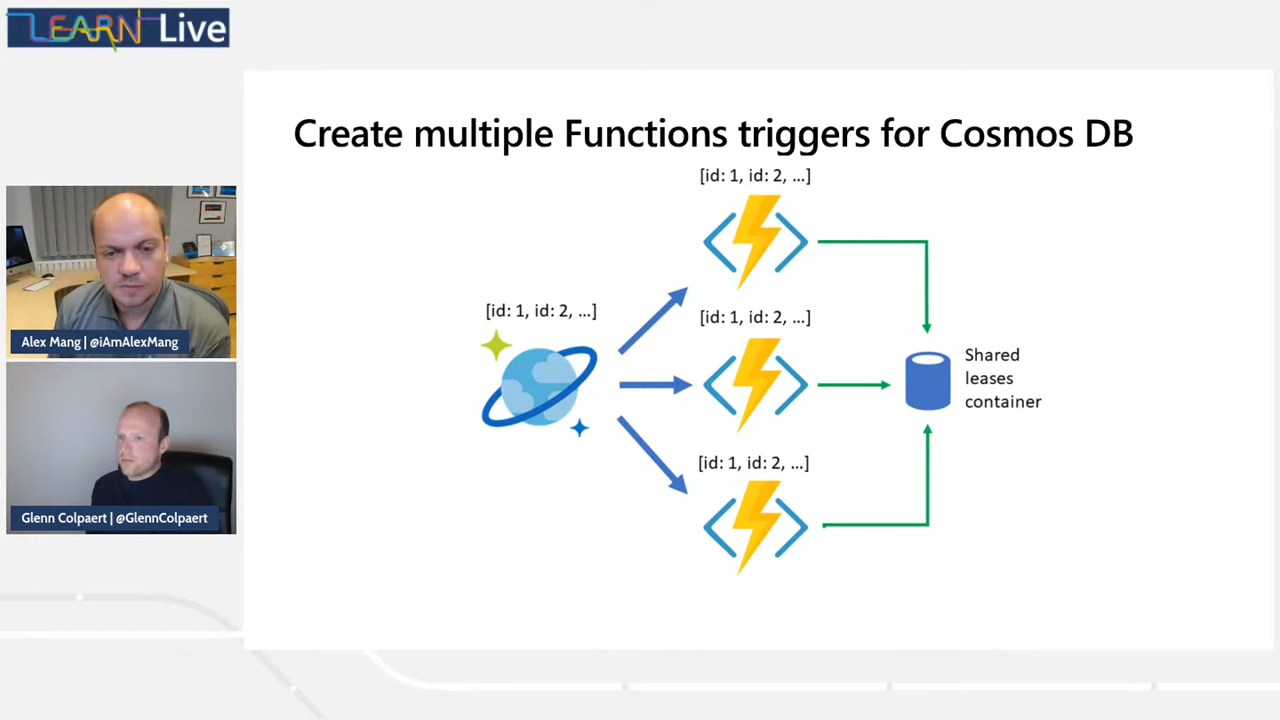 LEARN Live
Create multiple Functions triggers for Cosmos DB
[id: 1, id: 2, ...]
[id: 1, id: 2, ...]
[id: 1, id: 2, ...]
[id: 1, id: 2, ...]
Shared
leases
container
Alex Mang | @iAmAlexMang
Glenn Colpaert | @GlennColpaert